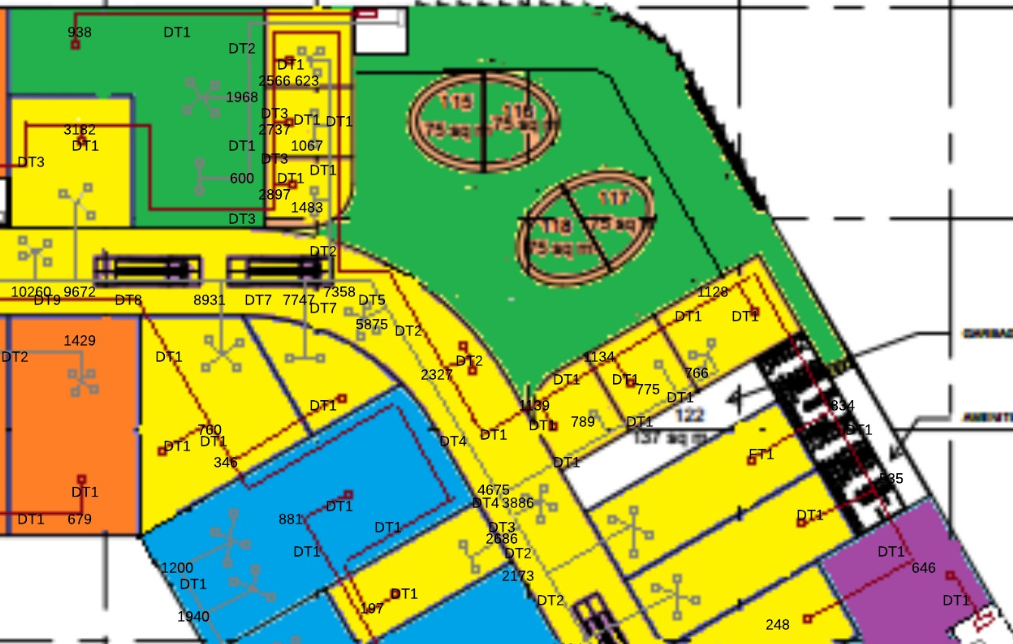 938 DT1
DT2
DT1
2566 623
1968
115
116
75 sq m 75 sq m
DT3 DT1 DT1
2737
3182
DT1
DT1 1067
DT3 DT3
DT1
600 DT1
2897
117
1483
DT3
118 75 sq m
75 sq m
DT2
10260 9672 7358 1128
DT9 DT8 8931 DT7 7747 DT5
DT7
DT1 DT1
5875
DT2
1429
DT2 DT1 DT2 1134
2327 766
DT1 DT1 775
DT1
DT1 1139 834
122
789 DT1
760 DT1 DT1
DT1 DT1 DT4 DT1 137 sq m
346 DT1
FT1
535
DT1 4675
DT1 DT4 3886
DT1 679 881 DT1 DT1
DT3
2686
DT1 DT2 DT1
1200 2173 646
DT1
DT1 DT2 DT1
197
1940 248